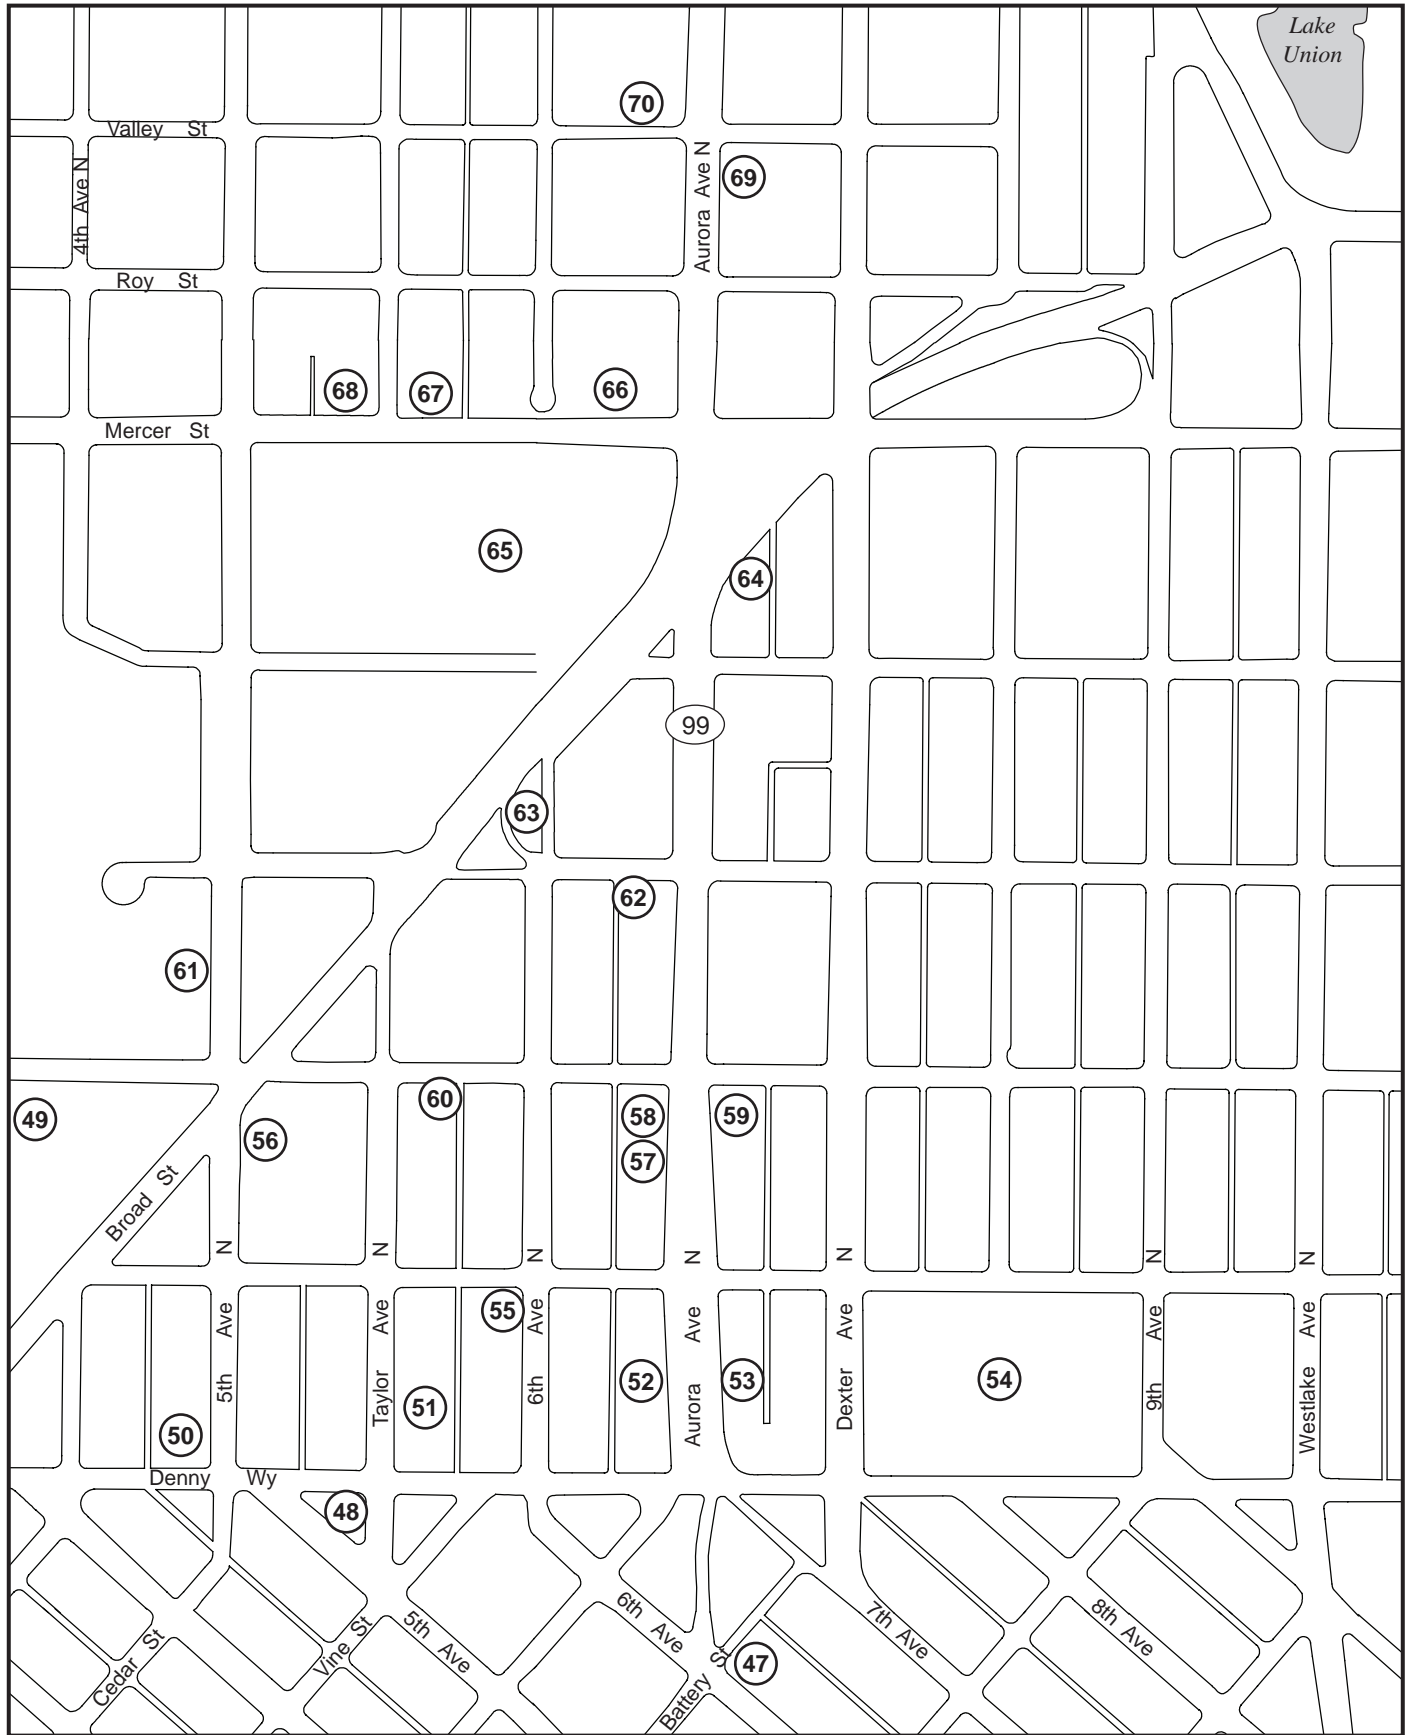 Lake
Union
70
Valley St
4th Ave N
Aurora Ave N
69
Roy St
68
67
66
Mercer St
65
64
99
63
62
61
49
60
58
59
56
57
Broad St
5th Ave N
Taylor Ave N
6th Ave N
Aurora Ave N
Dexter Ave N
9th Ave N
Westlake Ave N
55
52
53
54
51
50
Denny Wy
48
Cedar St
Vine St
5th Ave
6th Ave
Battery St
47
7th Ave
8th Ave